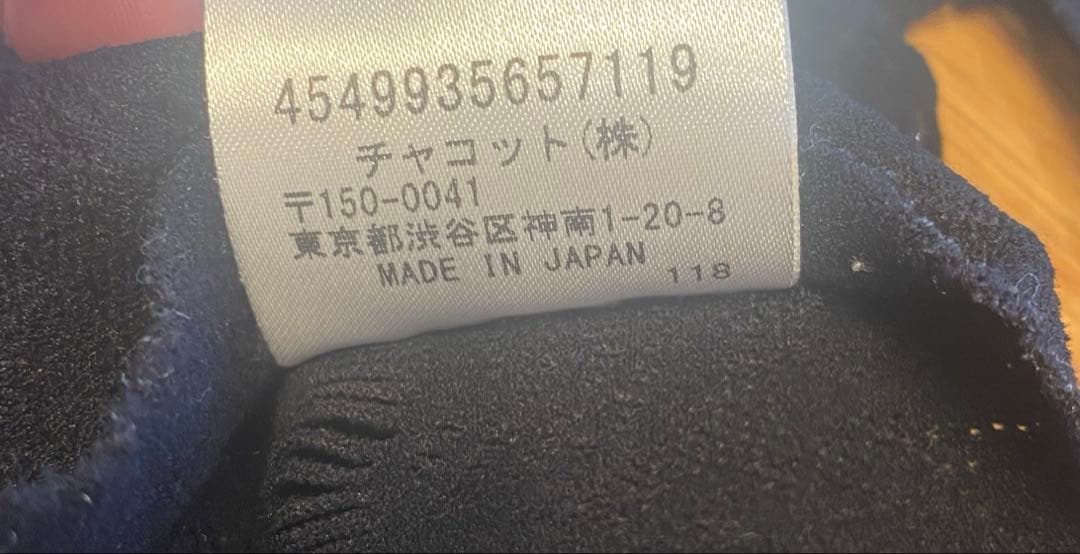 4549935657119
チャコット(株)
〒150-0041
東京都渋谷区神南1-20-8
MADE IN JAPAN
118